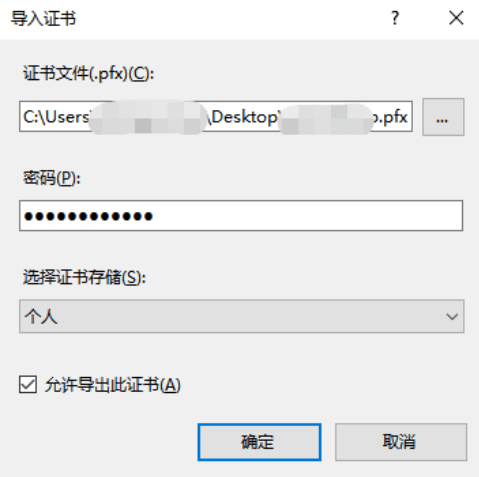 导入证书 ?
证书文件(.pfx)(C):
C:\Users \Desktop\ .pfx ...
密码(P):
●●●●●●●●●●●●
选择证书存储(S):
个人
允许导出此证书(A)
确定 取消